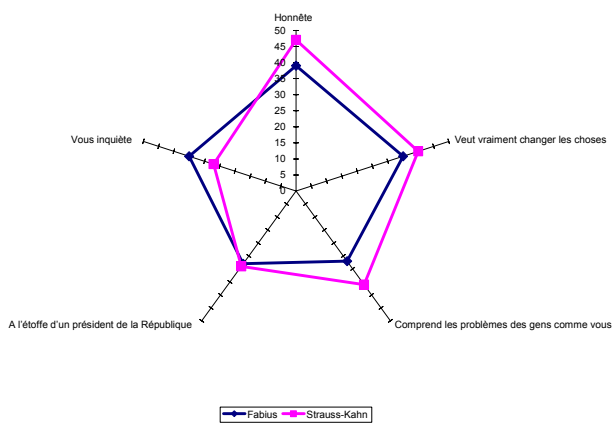 Honnête
50
45
40
35
30
25
20
15
10
5
0
Vous inquiète
Veut vraiment changer les choses
A l'étoffe d'un président de la République
Comprend les problèmes des gens comme vous
Fabius
Strauss-Kahn